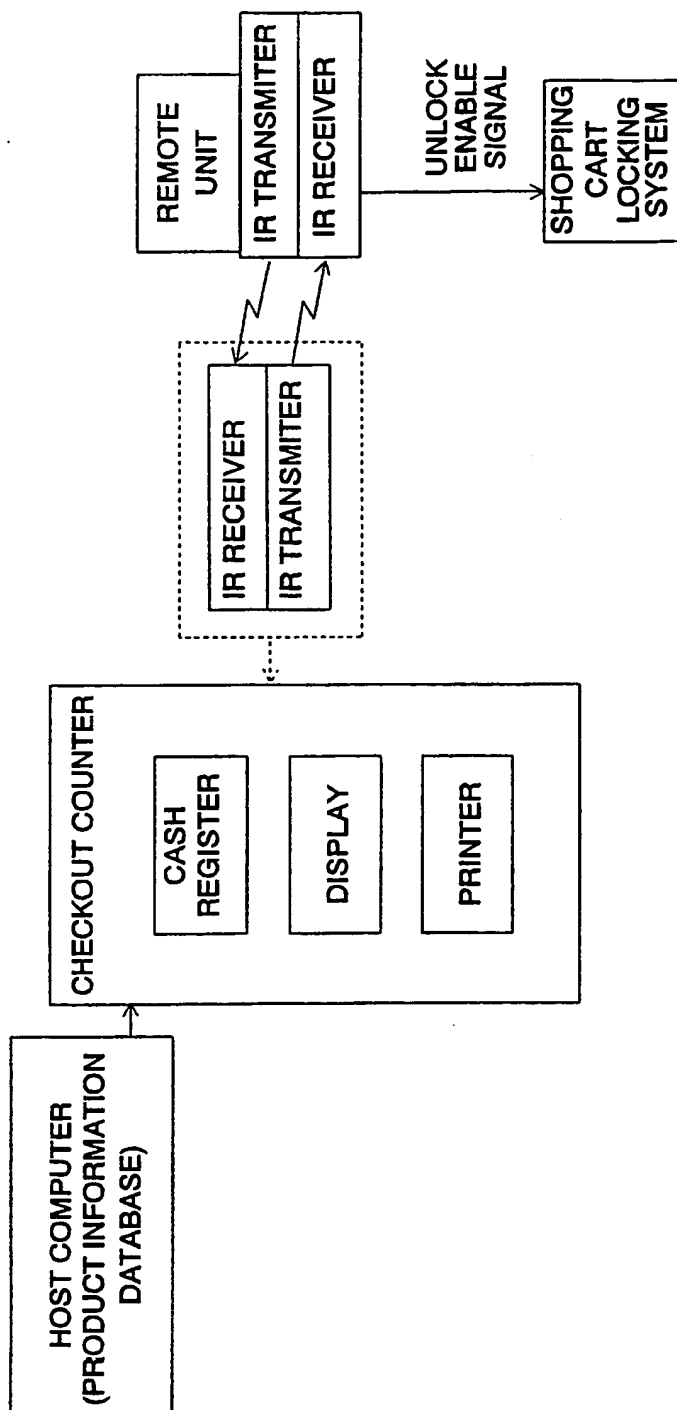 HOST COMPUTER
(PRODUCT INFORMATION
DATABASE)
CHECKOUT COUNTER
CASH
REGISTER
DISPLAY
PRINTER
IR RECEIVER
IR TRANSMITER
REMOTE
UNIT
IR TRANSMITER
IR RECEIVER
UNLOCK
ENABLE
SIGNAL
SHOPPING
CART
LOCKING
SYSTEM